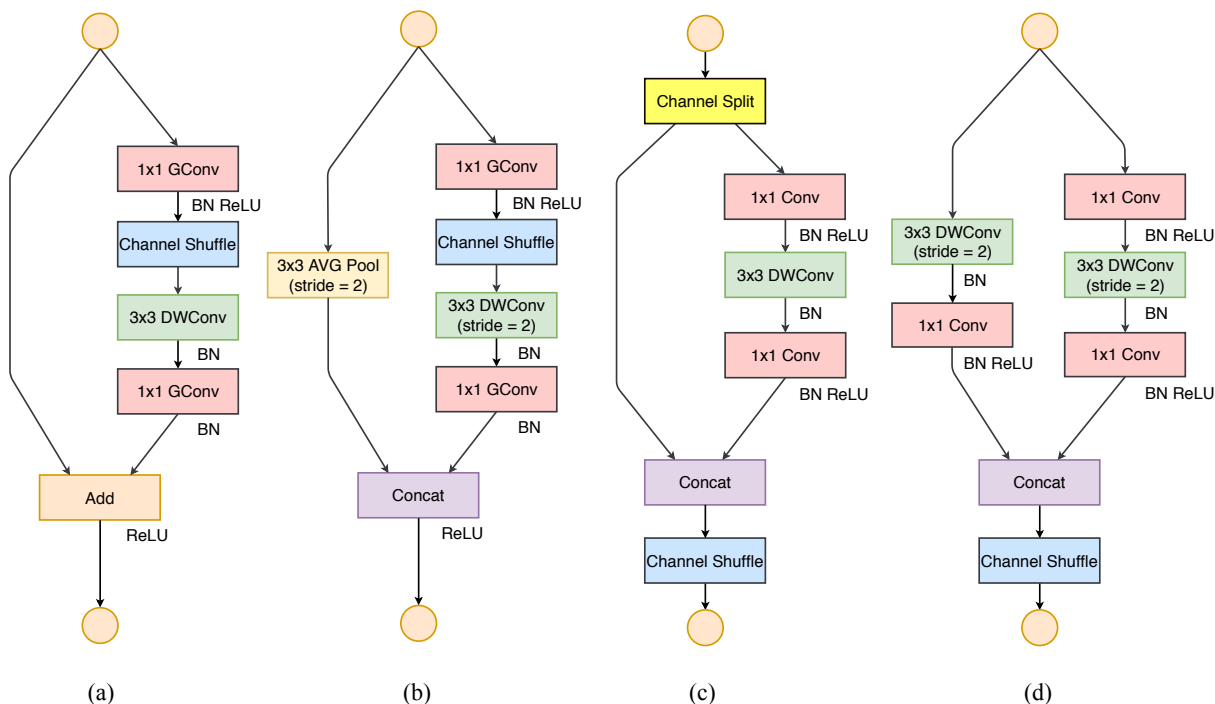 1x1 GConv
BN ReLU
Channel Shuffle
3x3 DWConv
BN
1x1 GConv
BN
Add
ReLU
(a)
1x1 GConv
BN ReLU
Channel Shuffle
3x3 AVG Pool
(stride = 2)
3x3 DWConv
(stride = 2)
BN
1x1 GConv
BN
Concat
ReLU
(b)
Channel Split
1x1 Conv
BN ReLU
3x3 DWConv
BN
1x1 Conv
BN ReLU
Concat
Channel Shuffle
(c)
3x3 DWConv
(stride = 2)
BN
1x1 Conv
BN ReLU
1x1 Conv
BN ReLU
3x3 DWConv
(stride = 2)
BN
1x1 Conv
BN ReLU
Concat
Channel Shuffle
(d)